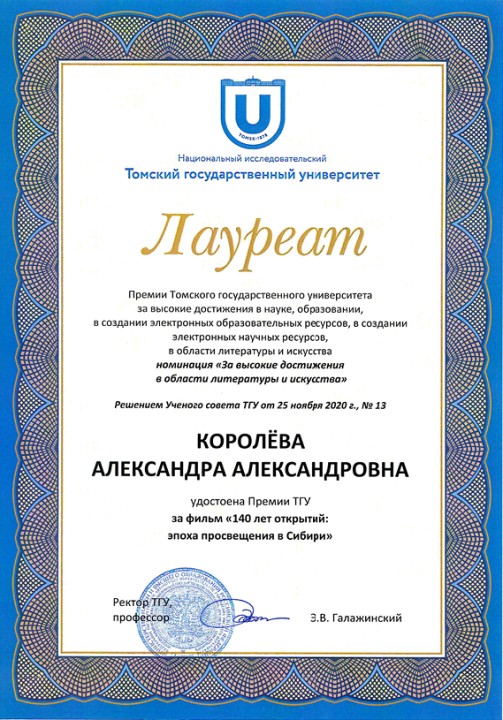 ТОМСК·1878
Национальный исследовательский
Томский государственный университет
Лауреат
Премии Томского государственного университета
за высокие достижения в науке, образовании,
в создании электронных образовательных ресурсов, в создании
электронных научных ресурсов,
в области литературы и искусства
номинация «За высокие достижения
в области литературы и искусства»
Решением Ученого совета ТГУ от 25 ноября 2020 г., № 13
КОРОЛЁВА
АЛЕКСАНДРА АЛЕКСАНДРОВНА
удостоена Премии ТГУ
за фильм «140 лет открытий:
эпоха просвещения в Сибири»
Ректор ТГУ,
профессор
Э.В. Галажинский